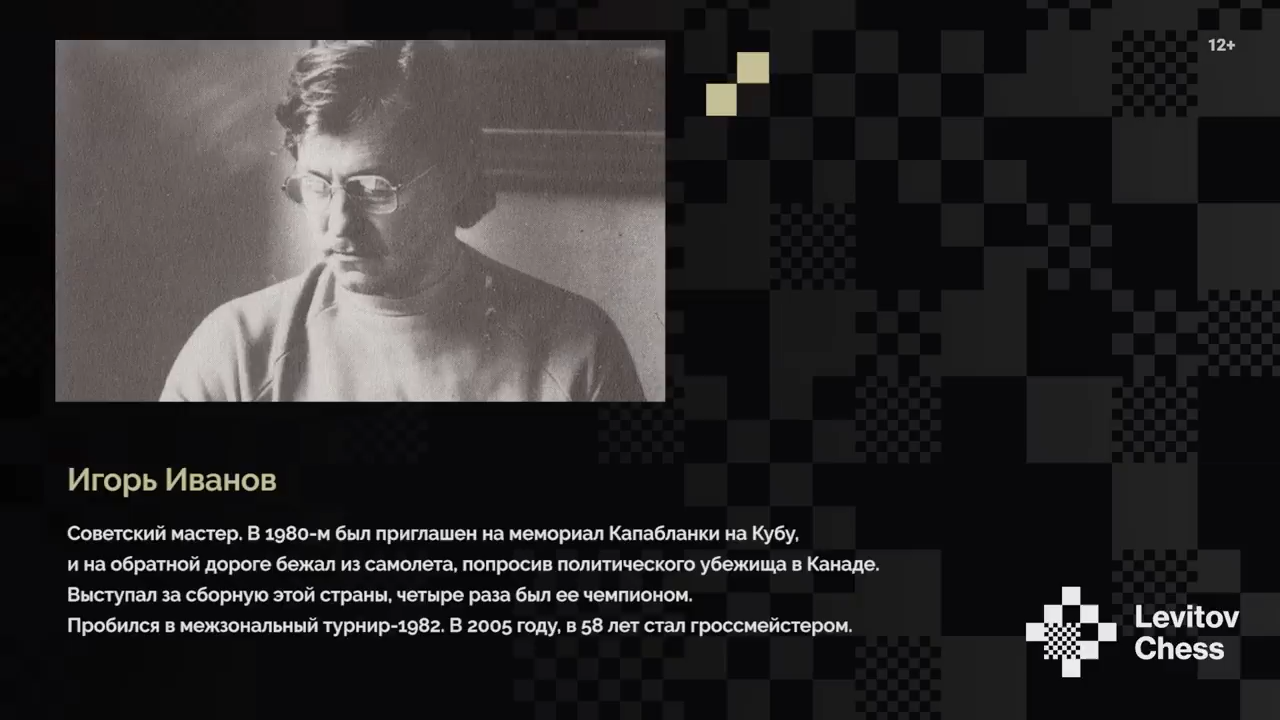 12+
Игорь Иванов
Советский мастер. В 1980-м был приглашен на мемориал Капабланки на Кубу,
и на обратной дороге бежал из самолета, попросив политического убежища в Канаде.
Выступал за сборную этой страны, четыре раза был ее чемпионом.
Пробился в межзональный турнир-1982. В 2005 году, в 58 лет стал гроссмейстером.
Levitov
Chess